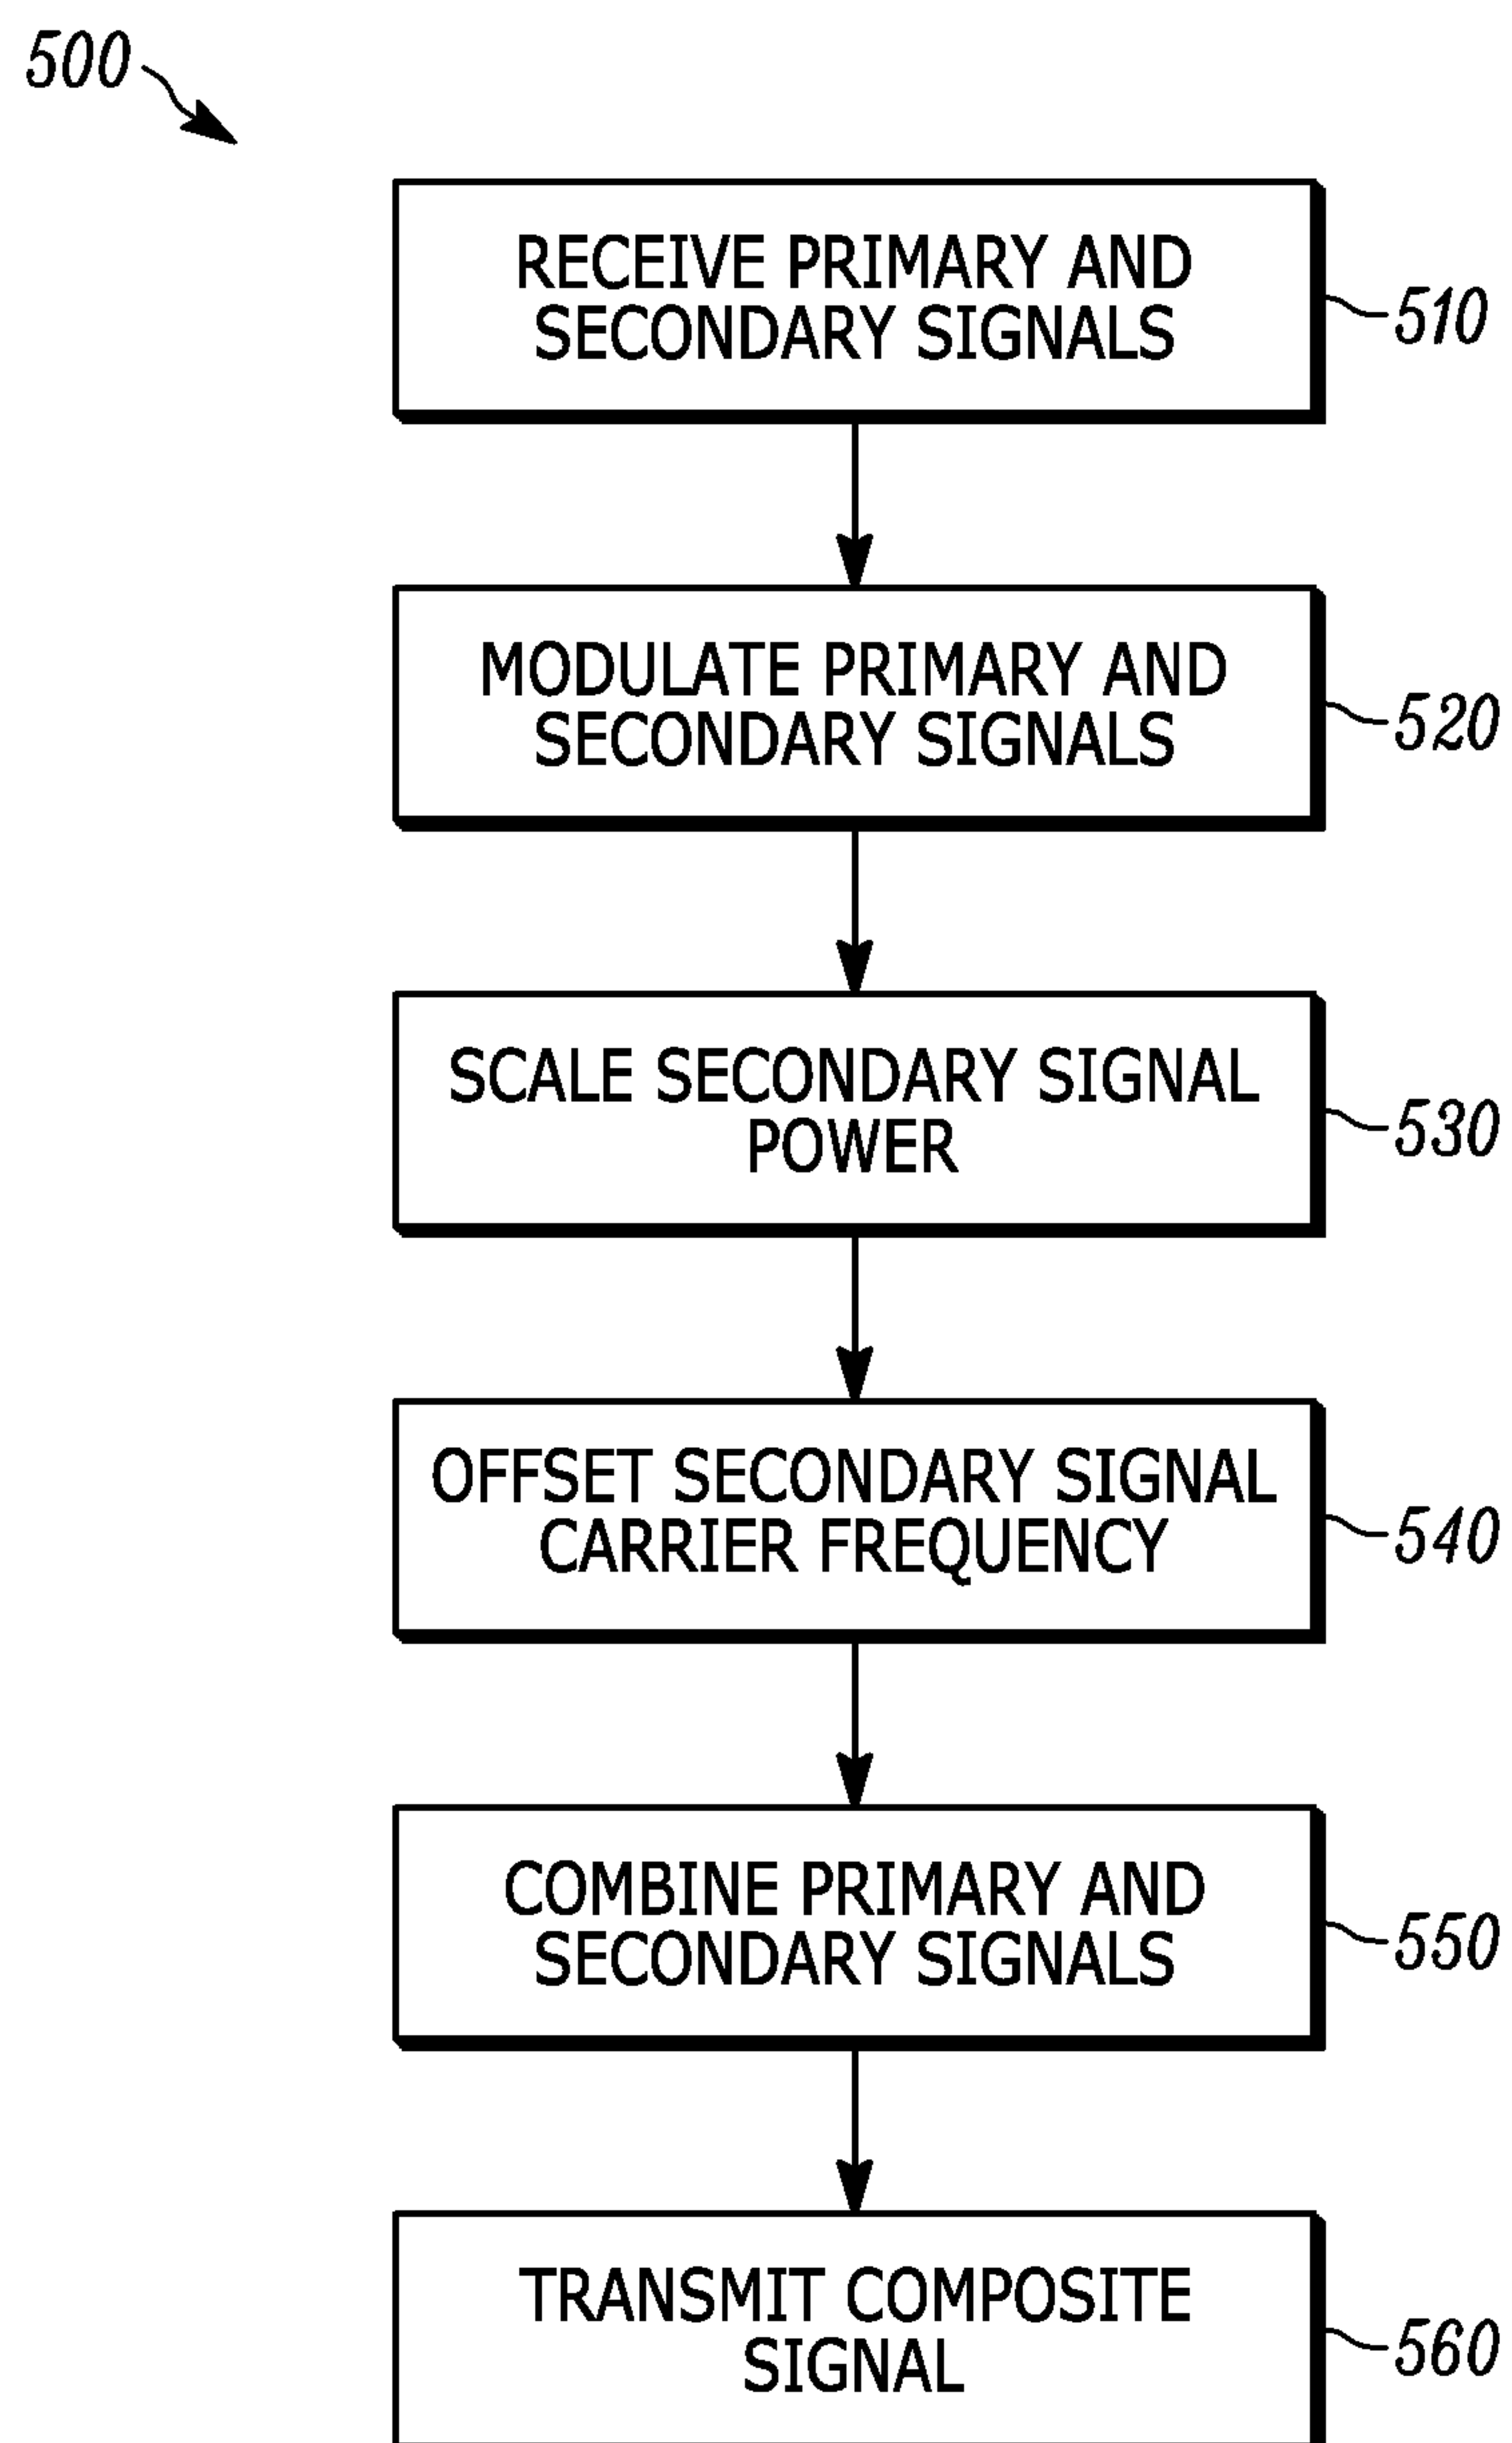 500
RECEIVE PRIMARY AND
SECONDARY SIGNALS
510
MODULATE PRIMARY AND
SECONDARY SIGNALS
520
SCALE SECONDARY SIGNAL
POWER
530
OFFSET SECONDARY SIGNAL
CARRIER FREQUENCY
540
COMBINE PRIMARY AND
SECONDARY SIGNALS
550
TRANSMIT COMPOSITE
SIGNAL
560